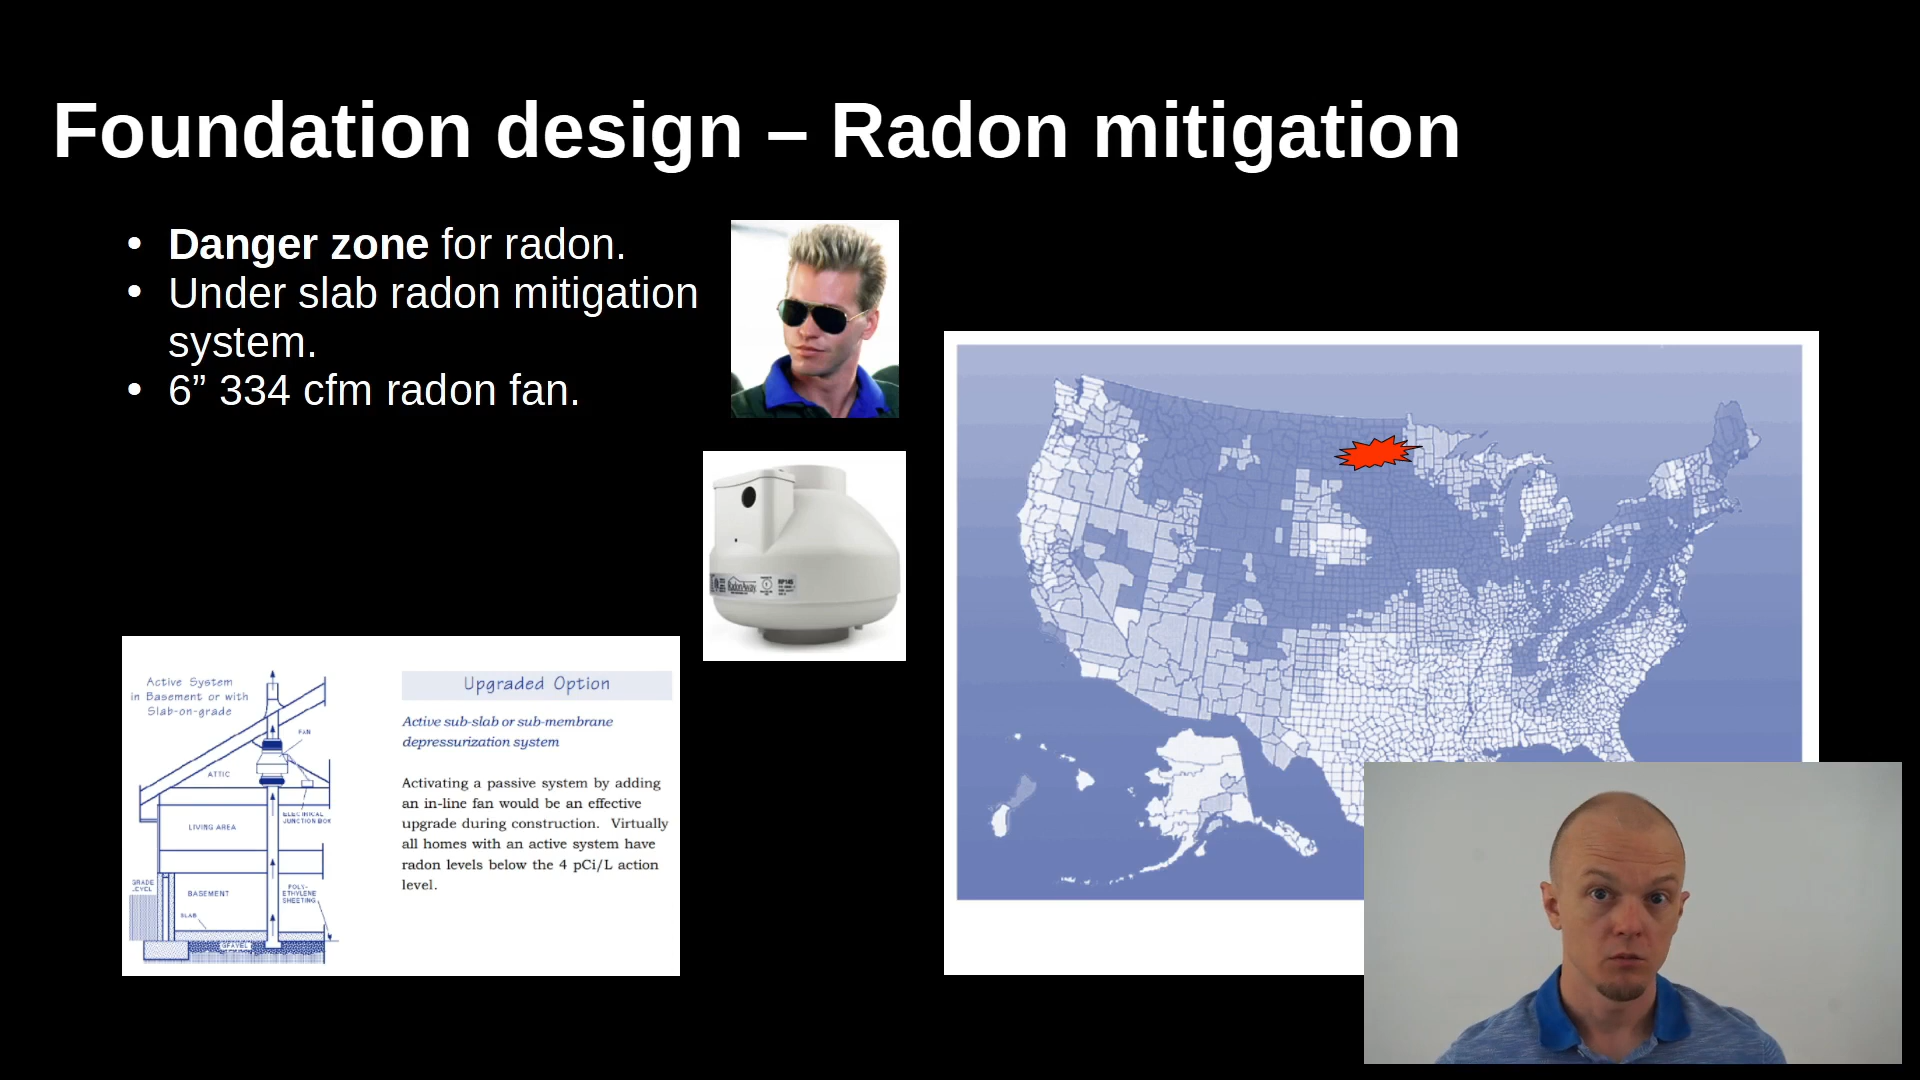 Foundation design – Radon mitigation
• Danger zone for radon.
• Under slab radon mitigation
system.
• 6” 334 cfm radon fan.
RadonAway
RP145
Active System
in Basement or with
Slab-on-grade
FAN
ATTIC
ELECTRICAL
JUNCTION BOX
LIVING AREA
GRADE
LEVEL
BASEMENT
POLY-
ETHYLENE
SHEETING
SLAB
GRAVEL
Upgraded Option
Active sub-slab or sub-membrane
depressurization system
Activating a passive system by adding
an in-line fan would be an effective
upgrade during construction. Virtually
all homes with an active system have
radon levels below the 4 pCi/L action
level.